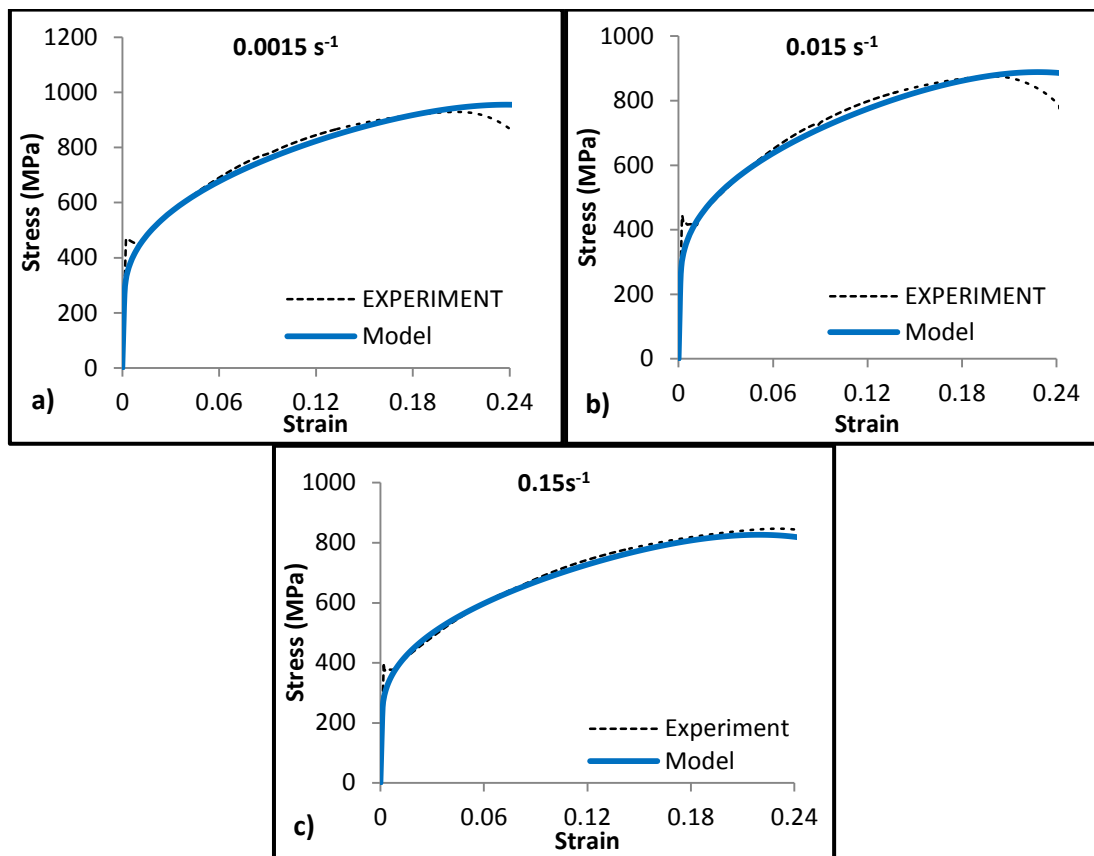 0.0015 s⁻¹
1200
1000
800
600
400
200
0
Stress (MPa)
EXPERIMENT
Model
0 0.06 0.12 0.18 0.24
Strain
a)
0.015 s⁻¹
1000
800
600
400
200
0
Stress (MPa)
EXPERIMENT
Model
0 0.06 0.12 0.18 0.24
Strain
b)
0.15s⁻¹
1000
800
600
400
200
0
Stress (MPa)
Experiment
Model
0 0.06 0.12 0.18 0.24
Strain
c)